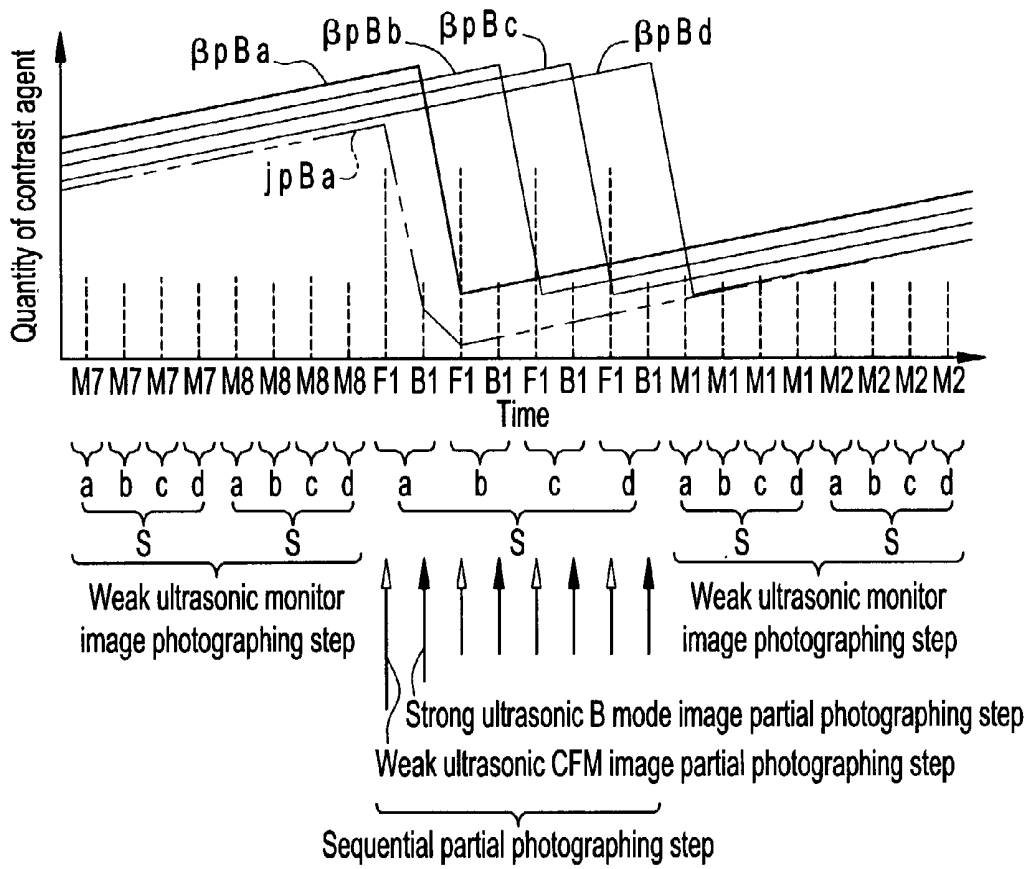 βpBa
βpBb
βpBc
βpBd
jpBa
Quantity of contrast agent
M7 M7 M7 M7 M8 M8 M8 M8 F1 B1 F1 B1 F1 B1 F1 B1 M1 M1 M1 M1 M2 M2 M2 M2
Time
a b c d a b c d a b c d a b c d a b c d
S S S S S
Weak ultrasonic monitor
image photographing step
Weak ultrasonic monitor
image photographing step
Strong ultrasonic B mode image partial photographing step
Weak ultrasonic CFM image partial photographing step
Sequential partial photographing step